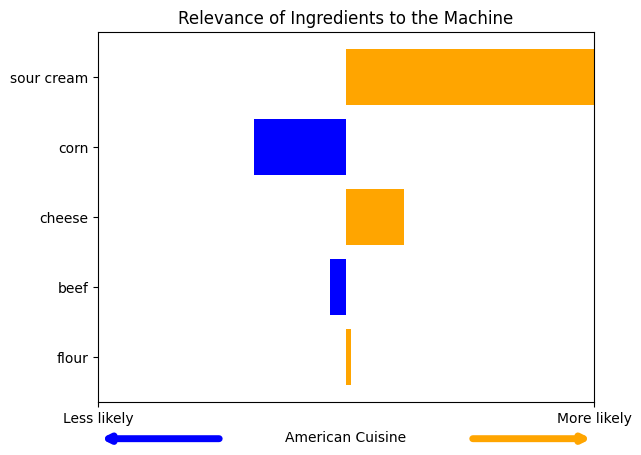 Relevance of Ingredients to the Machine
sour cream
corn
cheese
beef
flour
Less likely
More likely
American Cuisine